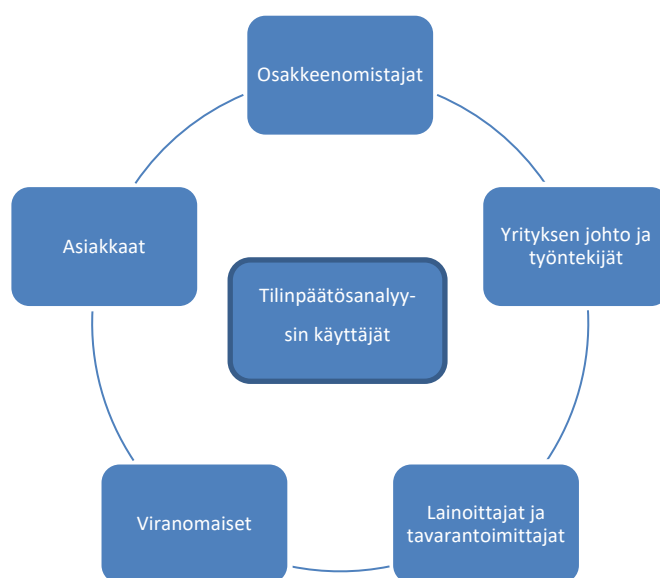 Osakkeenomistajat
Yrityksen johto ja
työntekijät
Lainoittajat ja
tavarantoimittajat
Viranomaiset
Asiakkaat
Tilinpäätösanalyy-
sin käyttäjät